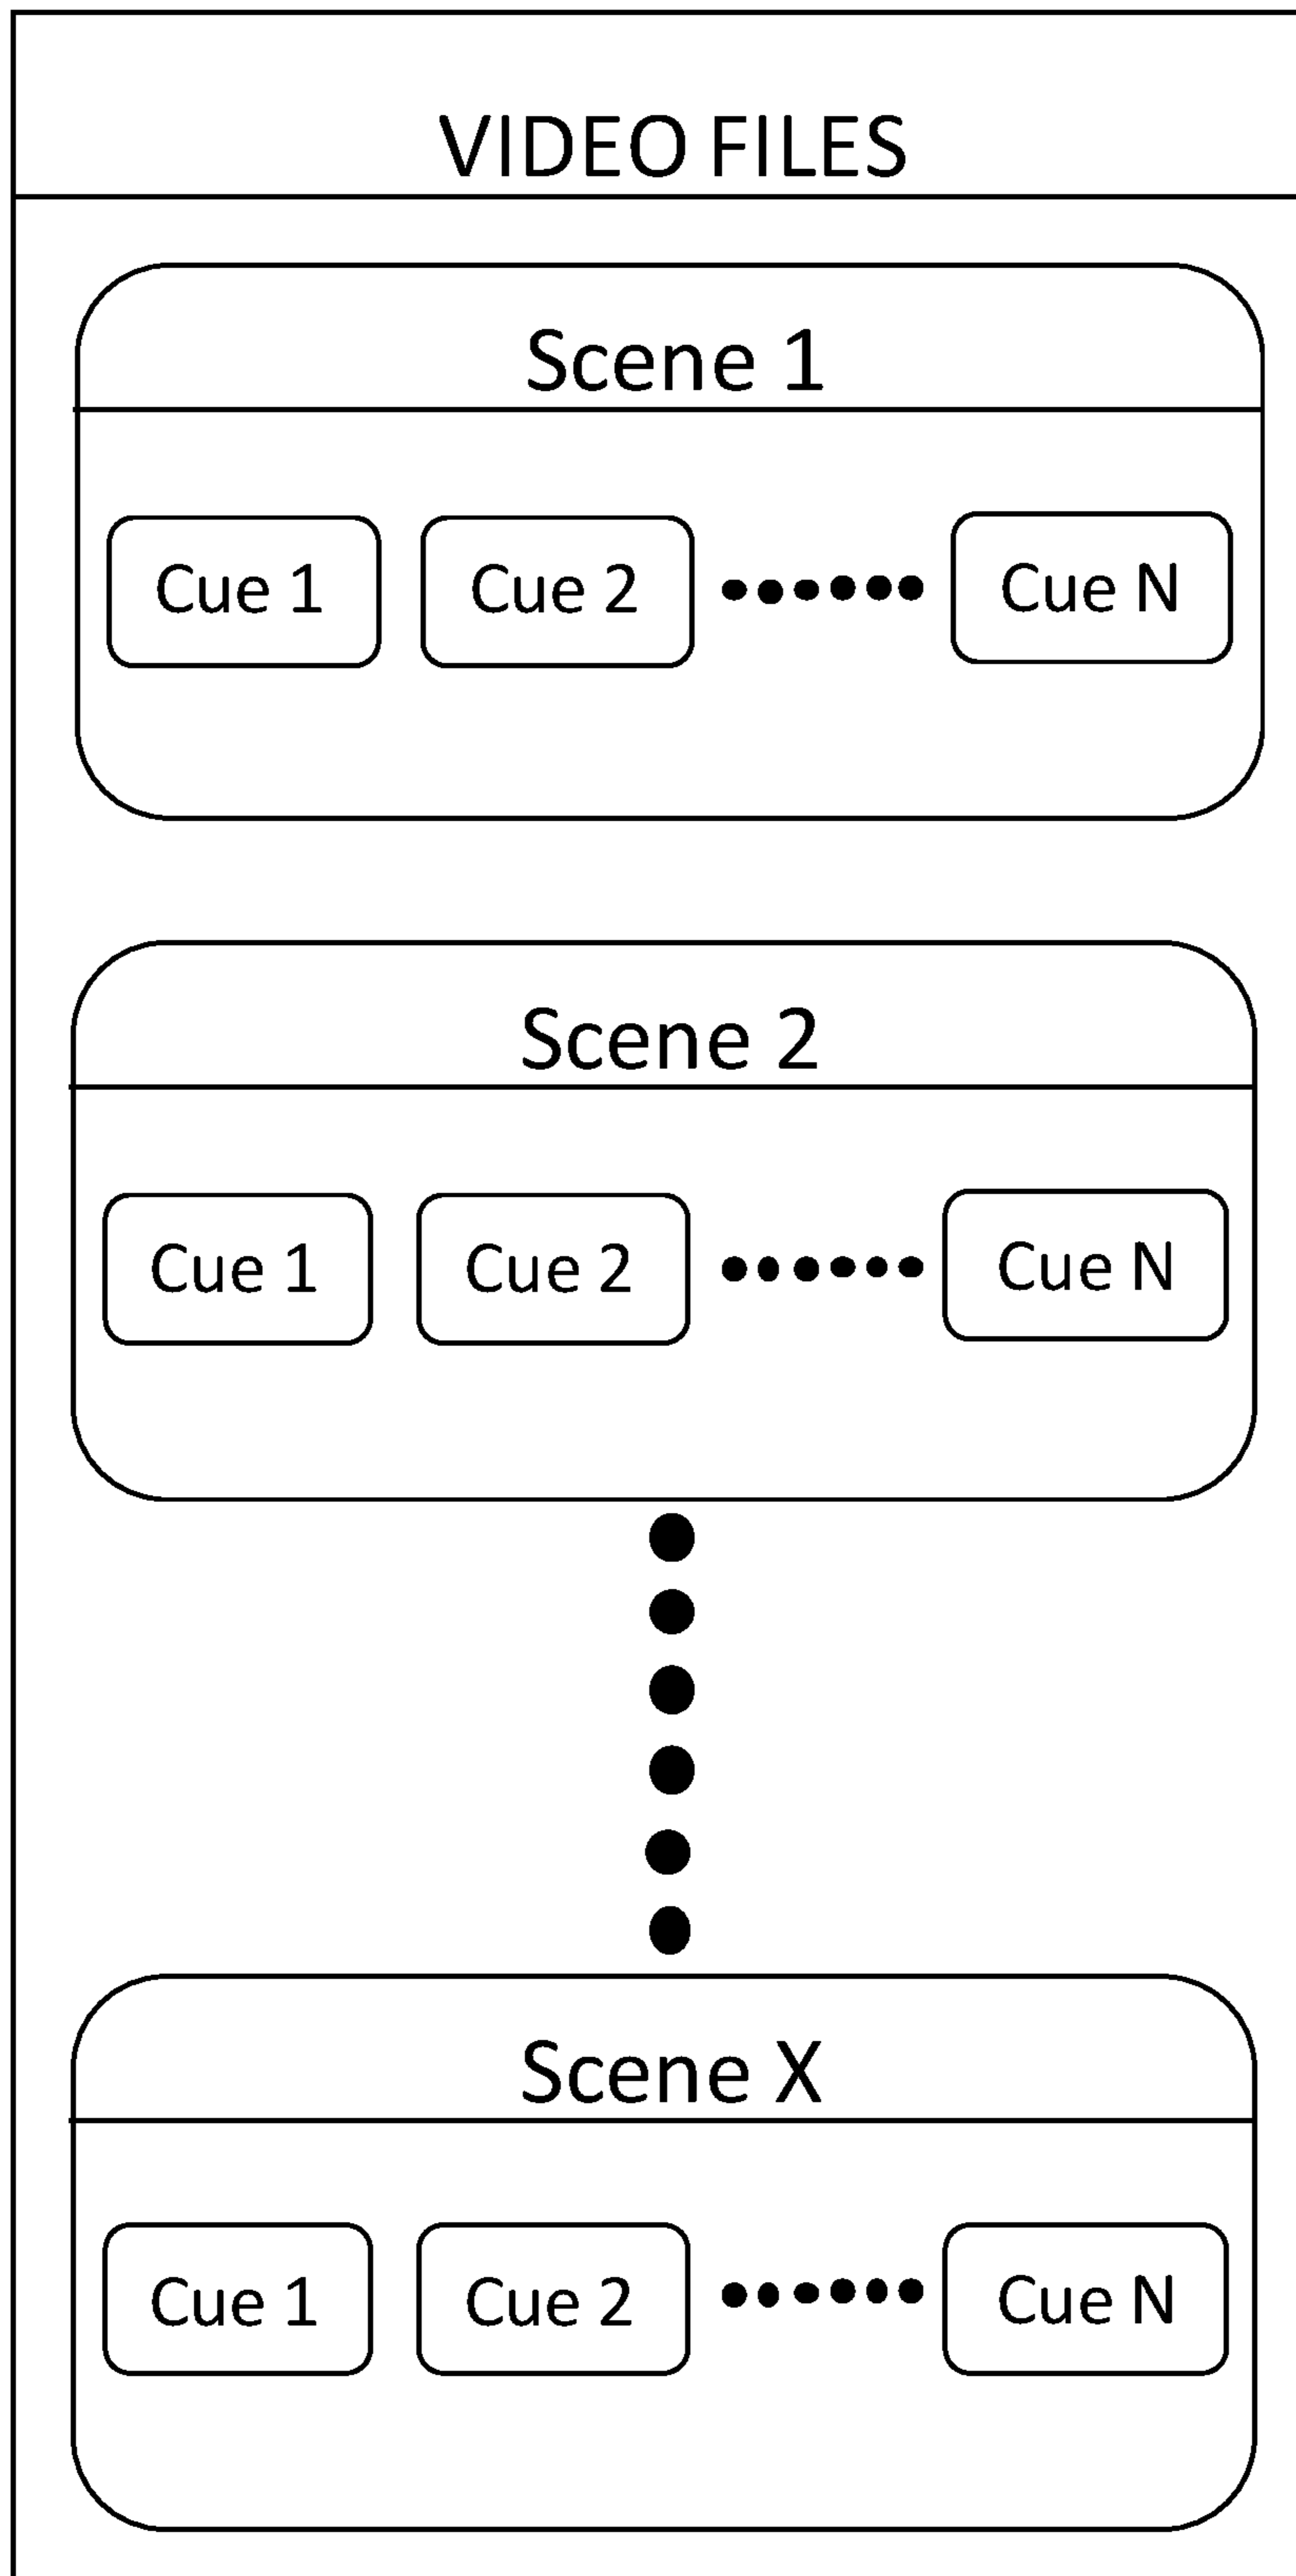 VIDEO FILES
Scene 1
Cue 1 Cue 2 ...... Cue N
Scene 2
Cue 1 Cue 2 ...... Cue N
Scene X
Cue 1 Cue 2 ...... Cue N